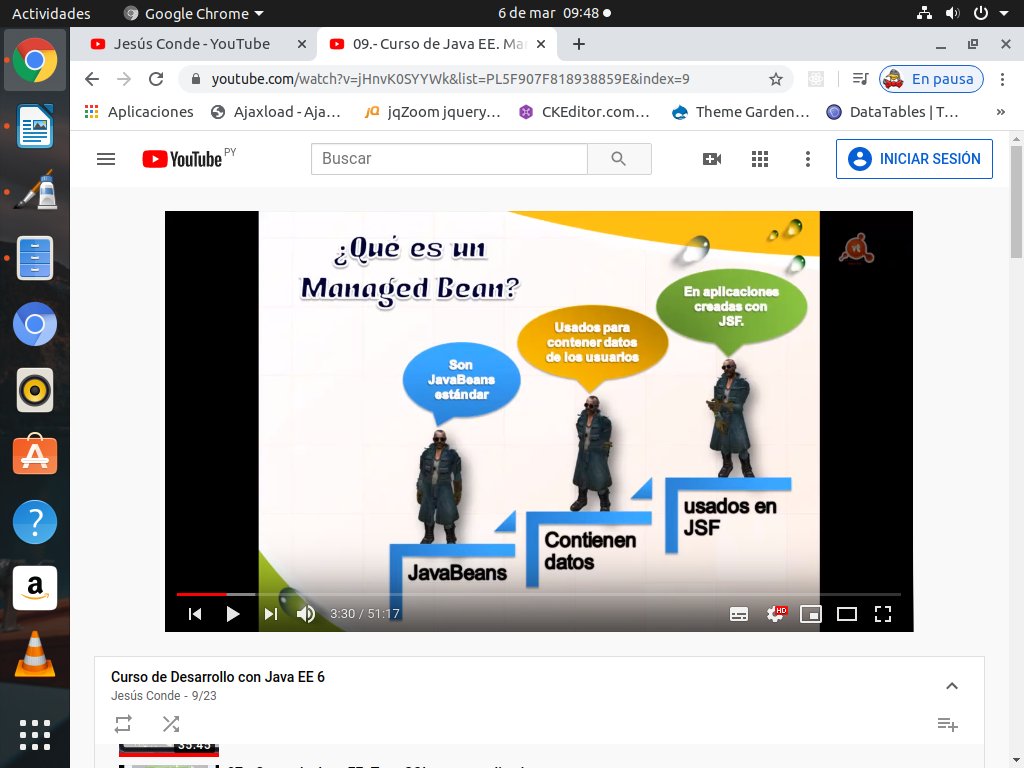 Actividades
Google Chrome
6 de mar 09:48
Jesús Conde - YouTube
09.- Curso de Java EE. Ma
youtube.com/watch?v=jHnvK0SYYWk&list=PL5F907F818938859E&index=9
En pausa
Aplicaciones
Ajaxload - Aja…
jqZoom jquery…
CKEditor.com…
Theme Garden…
DataTables | T…
»
YouTube PY
Buscar
INICIAR SESIÓN
¿Qué es un
Managed Bean?
vt
Son
JavaBeans
estándar
Usados para
contener datos
de los usuarios
En aplicaciones
creadas con
JSF.
JavaBeans
Contienen
datos
usados en
JSF
3:30 / 51:17
HD
Curso de Desarrollo con Java EE 6
Jesús Conde - 9/23
35:45